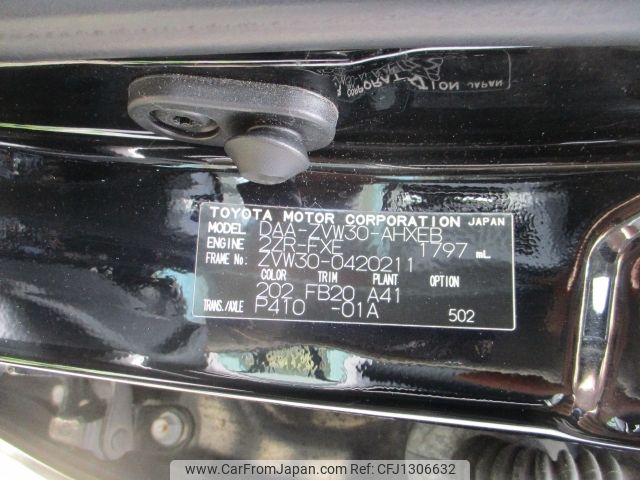 TOYOTA MOTOR CORPORATION JAPAN
MODEL DAA-ZVW30-AHXEB
ENGINE 2ZR-FXE 1797 mL
FRAME No. ZVW30-0420211
COLOR TRIM PLANT OPTION
202 FB20 A41
TRANS./AXLE P410 -01A 502
www.CarFromJapan.com | Ref No. CFJ1306632